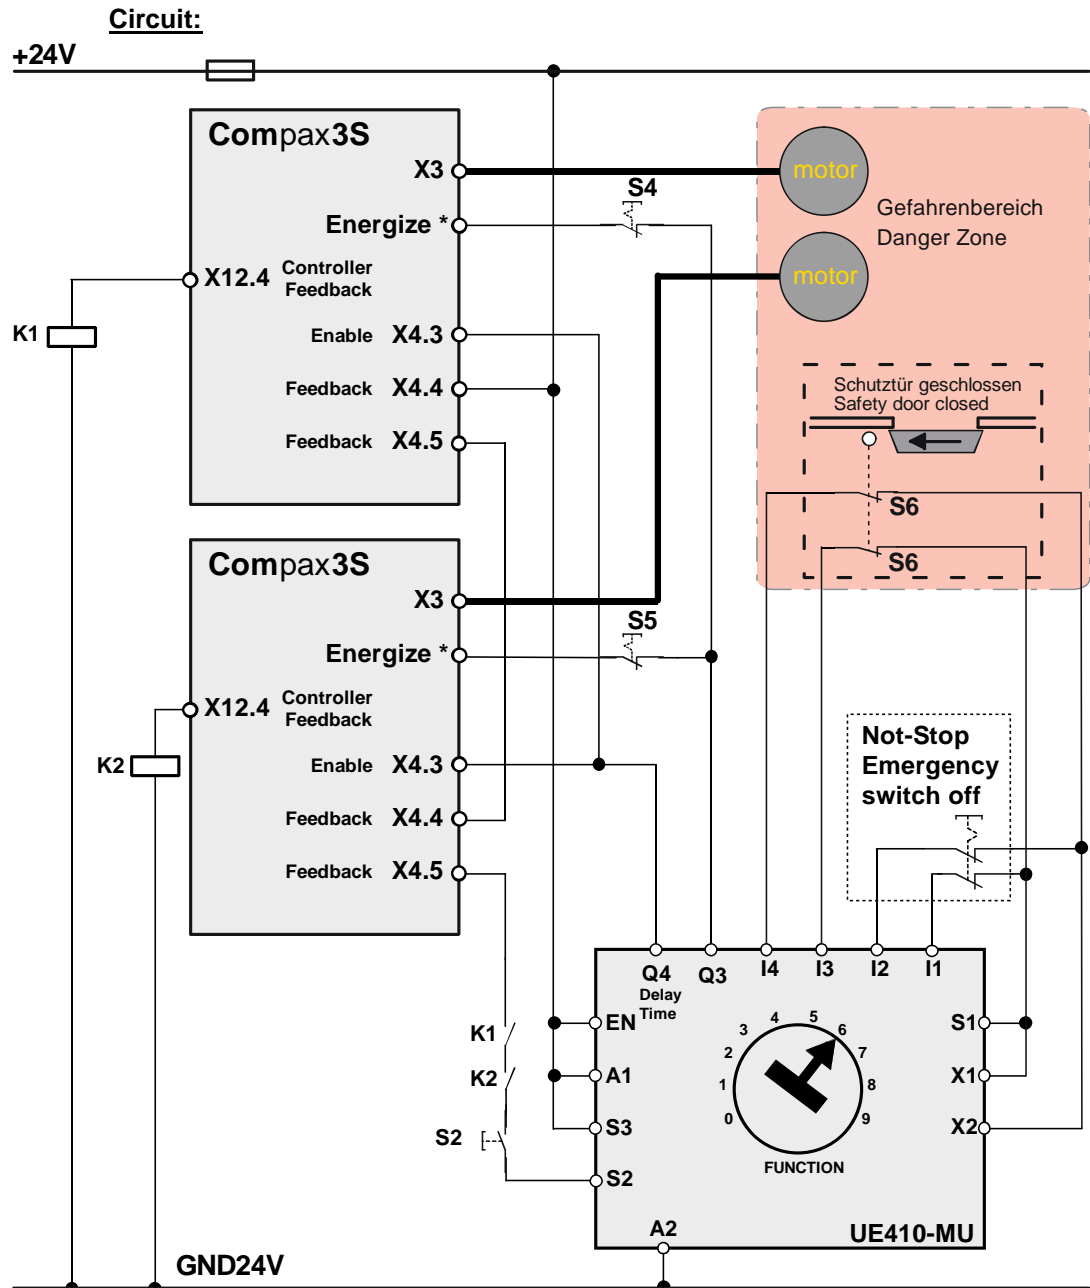 Circuit:
+24V
Compax3S
X3
S4
motor
Energize *
Gefahrenbereich
Danger Zone
X12.4
Controller
Feedback
motor
K1
Enable X4.3
Feedback X4.4
Schutztür geschlossen
Safety door closed
Feedback X4.5
S6
Compax3S
S6
X3
S5
Energize *
X12.4
Controller
Feedback
Not-Stop
Emergency
switch off
K2
Enable X4.3
Feedback X4.4
Feedback X4.5
Q4
Delay
Time
Q3
I4
I3
I2
I1
K1
EN
S1
K2
A1
X1
S3
X2
S2
S2
0
1
2
3
4
5
6
7
8
9
FUNCTION
A2
UE410-MU
GND24V